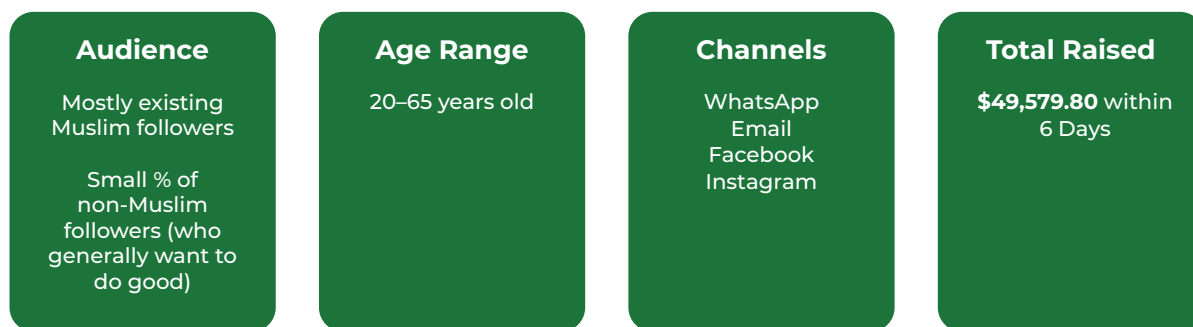 Audience
Mostly existing
Muslim followers
Small % of
non-Muslim
followers (who
generally want to
do good)
Age Range
20–65 years old
Channels
WhatsApp
Email
Facebook
Instagram
Total Raised
$49,579.80 within
6 Days